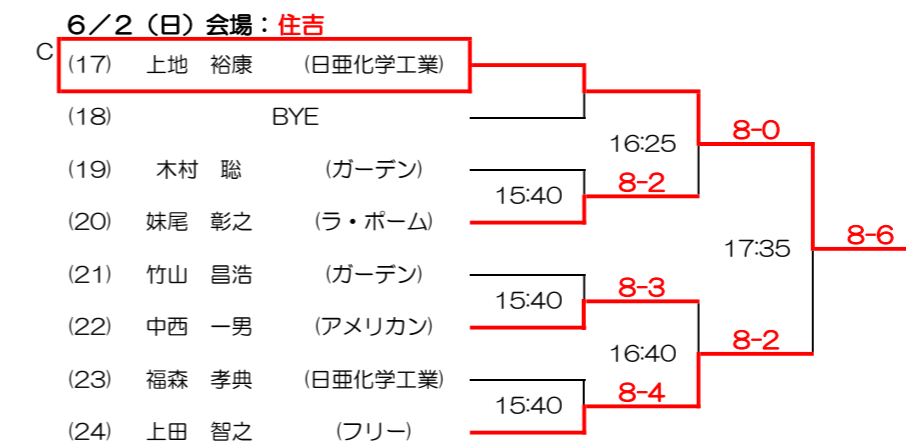 6／2（日）会場：住吉
C
(17) 上地 裕康 (日亜化学工業)
(18) BYE
16:25 8-0
(19) 木村 聡 (ガーデン)
15:40 8-2
(20) 妹尾 彰之 (ラ・ポーム)
17:35 8-6
(21) 竹山 昌浩 (ガーデン)
15:40 8-3
(22) 中西 一男 (アメリカン)
16:40 8-2
(23) 福森 孝典 (日亜化学工業)
15:40 8-4
(24) 上田 智之 (フリー)